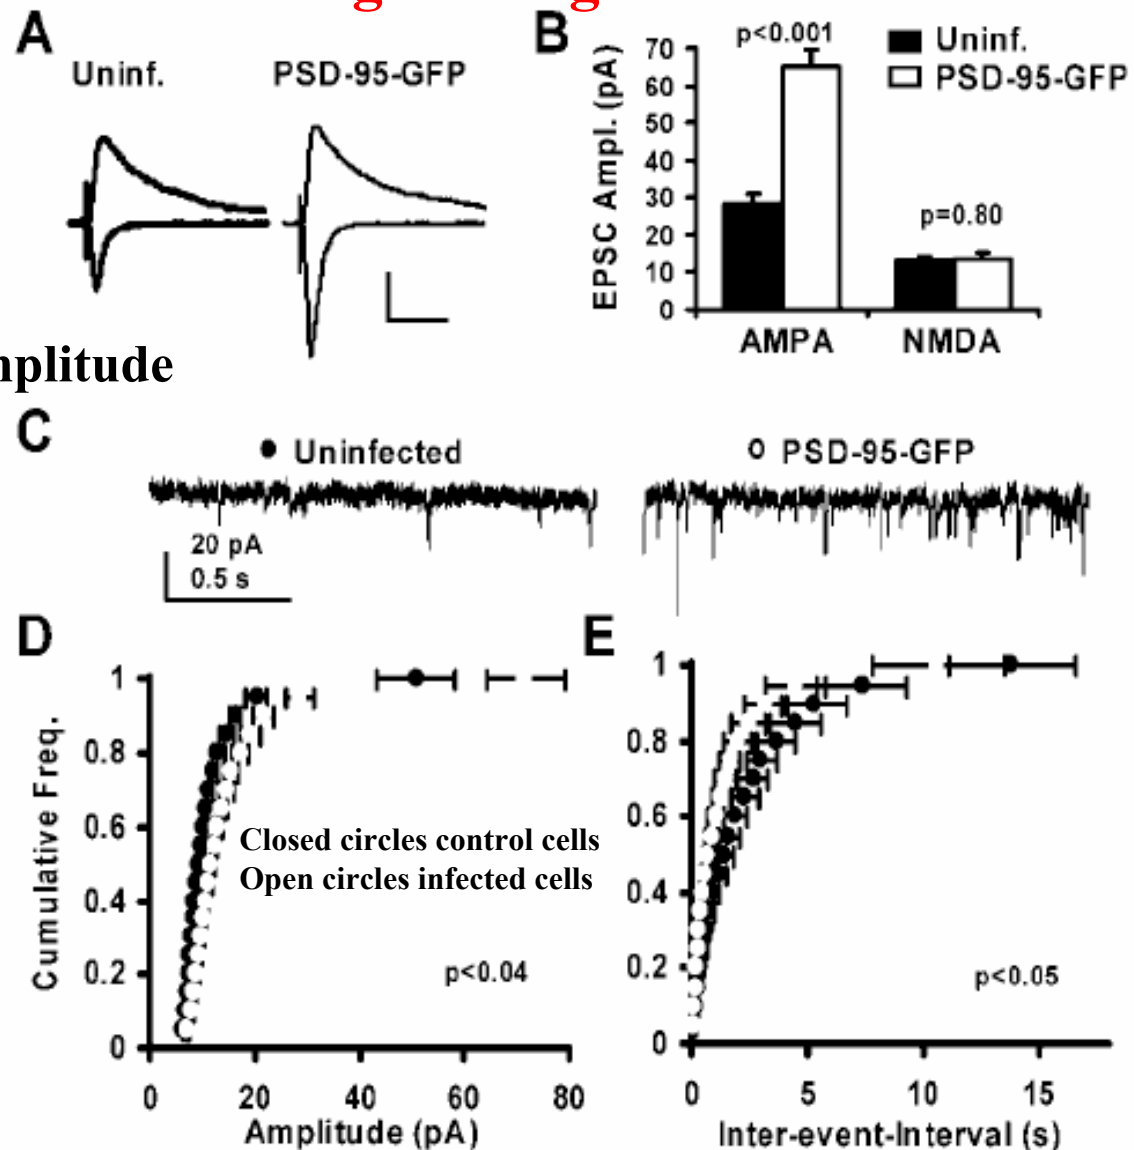 A
Uninf.
PSD-95-GFP
B
p<0.001
Uninf.
PSD-95-GFP
EPSC Ampl. (pA)
70
60
50
40
30
20
10
0
p=0.80
AMPA
NMDA
mplitude
C
Uninfected
PSD-95-GFP
20 pA
0.5 s
D
Cumulative Freq.
1
0.8
0.6
0.4
0.2
0
Closed circles control cells
Open circles infected cells
p<0.04
0
20
40
60
80
Amplitude (pA)
E
1
0.8
0.6
0.4
0.2
0
p<0.05
0
5
10
15
Inter-event-Interval (s)